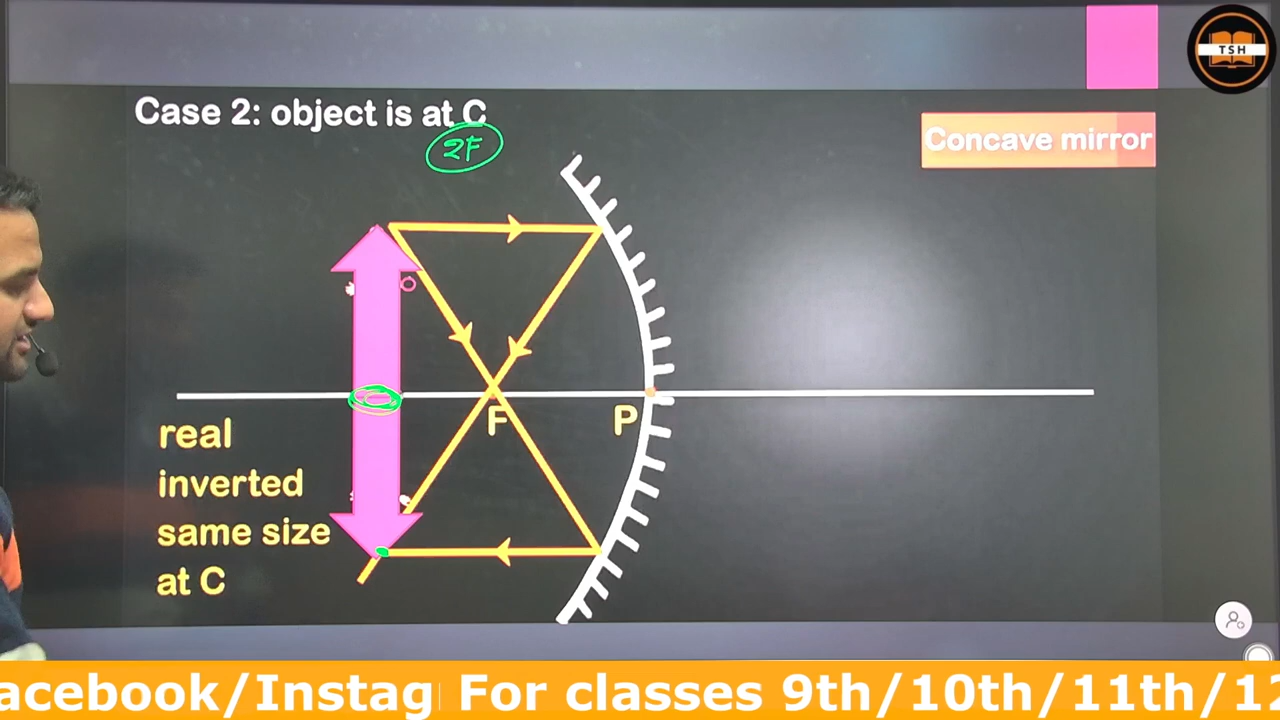 TSH
Case 2: object is at C
2F
Concave mirror
F
P
real
inverted
same size
at C
acebook/Instag For classes 9th/10th/11th/12